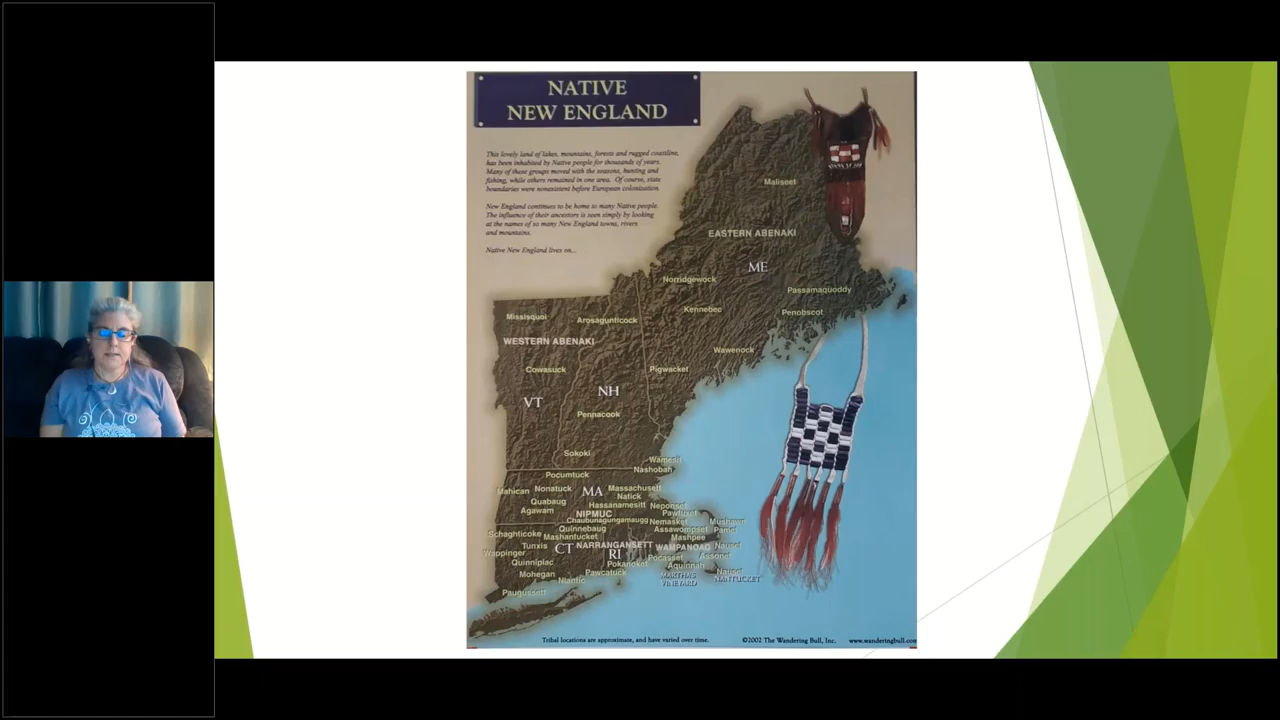 NATIVE
NEW ENGLAND
This lovely land of lakes, mountains, forests and rugged coastline,
has been inhabited by Native people for thousands of years.
Many of these groups moved with the seasons, hunting and
fishing, while others remained in one area. Of course, state
boundaries were nonexistent before European colonization.
New England continues to be home to many Native people.
The influence of their ancestors is seen simply by looking
at the names of so many New England towns, rivers
and mountains.
Native New England lives on...
Maliseet
EASTERN ABENAKI
ME
Norridgewock
Passamaquoddy
Kennebec
Penobscot
Missisquoi
Arosagunticock
WESTERN ABENAKI
Wawenock
Cowasuck
Pigwacket
NH
VT
Pennacook
Sokoki
Wamesit
Nashobah
Pocumtuck
Mahican
Nonatuck
MA
Massachusett
Natick
Quabaug
Hassanamesitt
Neponset
Agawam
NIPMUC
Pawtuxet
Chaubunagungamaugg
Nemasket
Mushawn
Quinnebaug
Assawompset
Pamet
Schaghticoke
Mashantucket
Mashpee
Tunxis
CT
NARRANGANSETT
WAMPANOAG
Nauset
Wappinger
RI
Pocasset
Assonet
Quinnipiac
Pokanoket
Aquinnah
Mohegan
Pawcatuck
Nauset
Niantic
MARTHA'S
VINEYARD
NANTUCKET
Paugussett
Tribal locations are approximate, and have varied over time.
©2002 The Wandering Bull, Inc.
www.wanderingbull.com